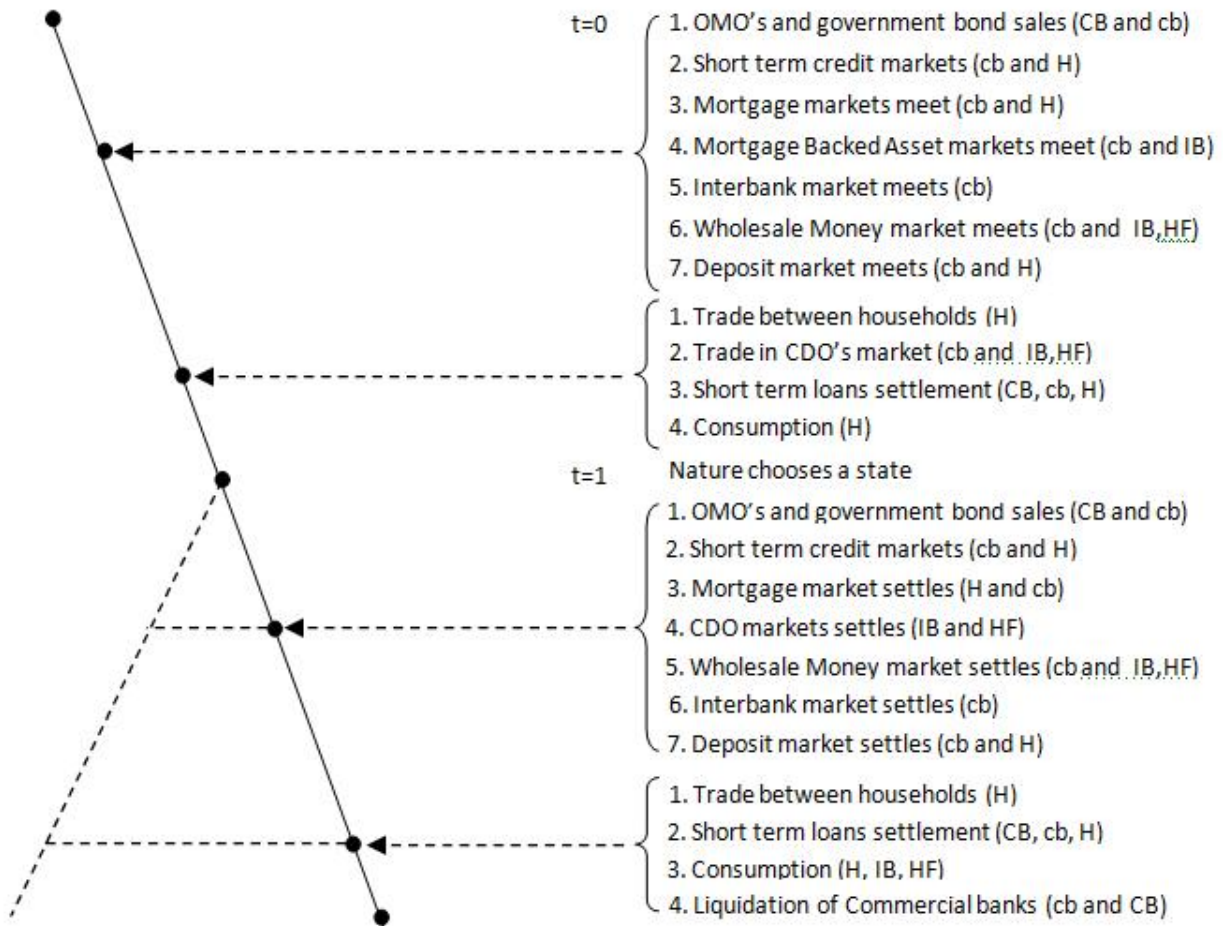 t=0
1. OMO's and government bond sales (CB and cb)
2. Short term credit markets (cb and H)
3. Mortgage markets meet (cb and H)
4. Mortgage Backed Asset markets meet (cb and IB)
5. Interbank market meets (cb)
6. Wholesale Money market meets (cb and IB,HF)
7. Deposit market meets (cb and H)
1. Trade between households (H)
2. Trade in CDO's market (cb and IB,HF)
3. Short term loans settlement (CB, cb, H)
4. Consumption (H)
t=1 Nature chooses a state
1. OMO's and government bond sales (CB and cb)
2. Short term credit markets (cb and H)
3. Mortgage market settles (H and cb)
4. CDO markets settles (IB and HF)
5. Wholesale Money market settles (cb and IB,HF)
6. Interbank market settles (cb)
7. Deposit market settles (cb and H)
1. Trade between households (H)
2. Short term loans settlement (CB, cb, H)
3. Consumption (H, IB, HF)
4. Liquidation of Commercial banks (cb and CB)